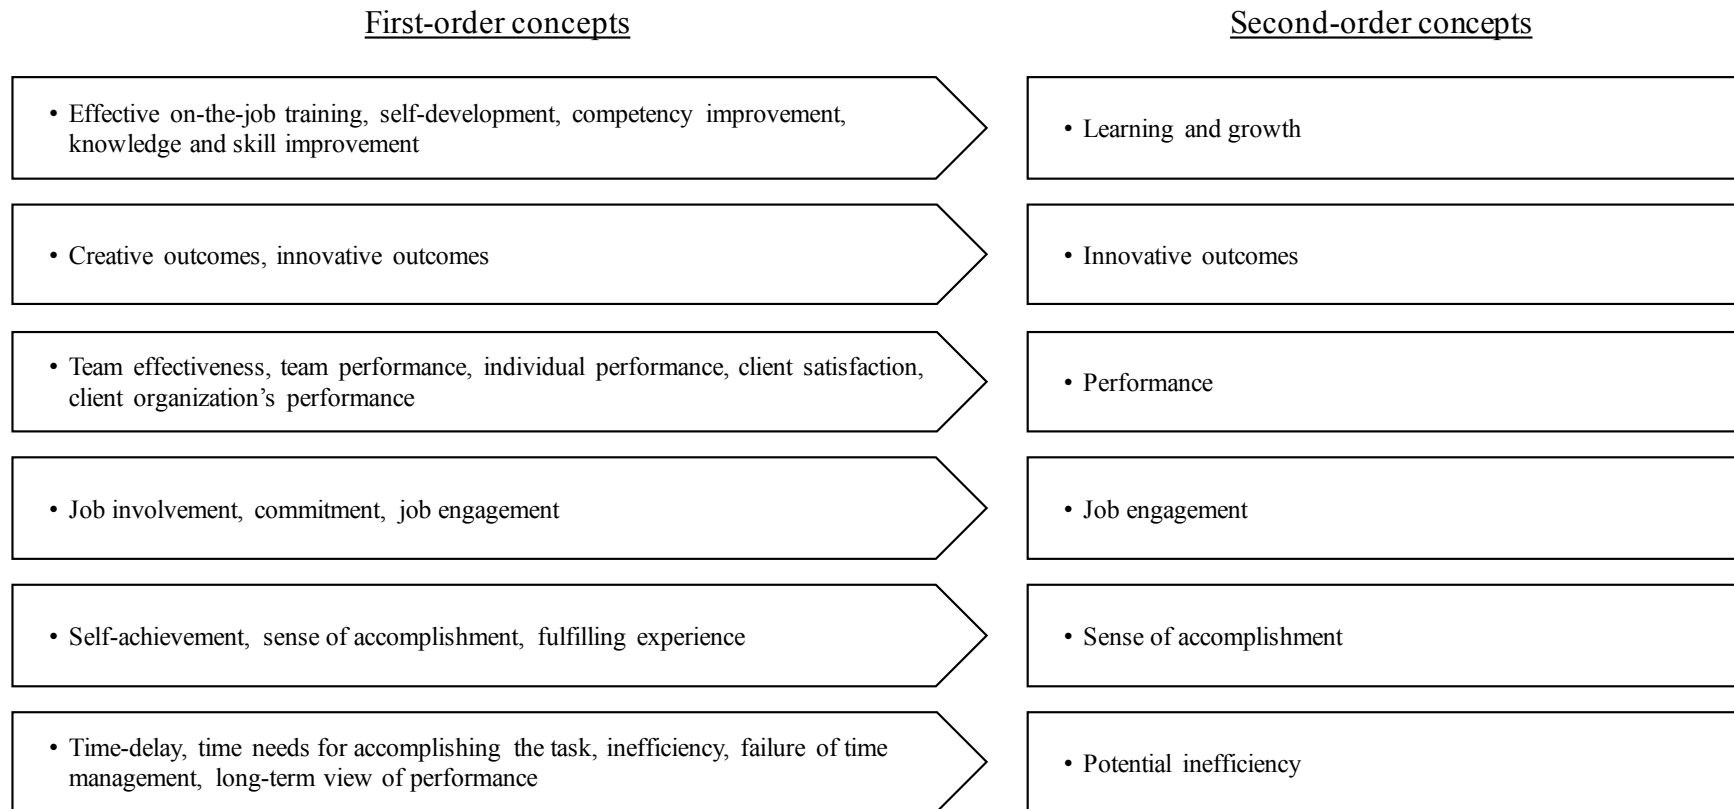 First-order concepts
Second-order concepts
• Effective on-the-job training, self-development, competency improvement,
knowledge and skill improvement
• Learning and growth
• Creative outcomes, innovative outcomes
• Innovative outcomes
• Team effectiveness, team performance, individual performance, client satisfaction,
client organization’s performance
• Performance
• Job involvement, commitment, job engagement
• Job engagement
• Self-achievement, sense of accomplishment, fulfilling experience
• Sense of accomplishment
• Time-delay, time needs for accomplishing the task, inefficiency, failure of time
management, long-term view of performance
• Potential inefficiency